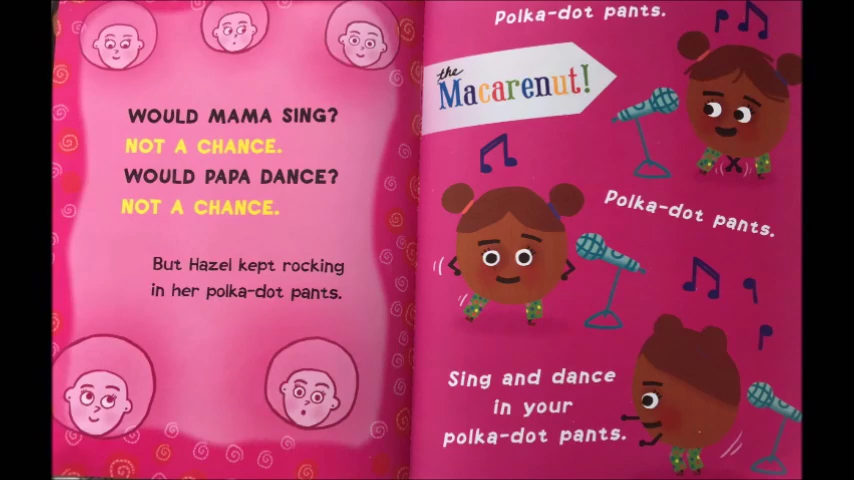 WOULD MAMA SING?
NOT A CHANCE.
WOULD PAPA DANCE?
NOT A CHANCE.
But Hazel kept rocking
in her polka-dot pants.
Polka-dot pants.
the
Macarenut!
Polka-dot pants.
Sing and dance
in your
polka-dot pants.